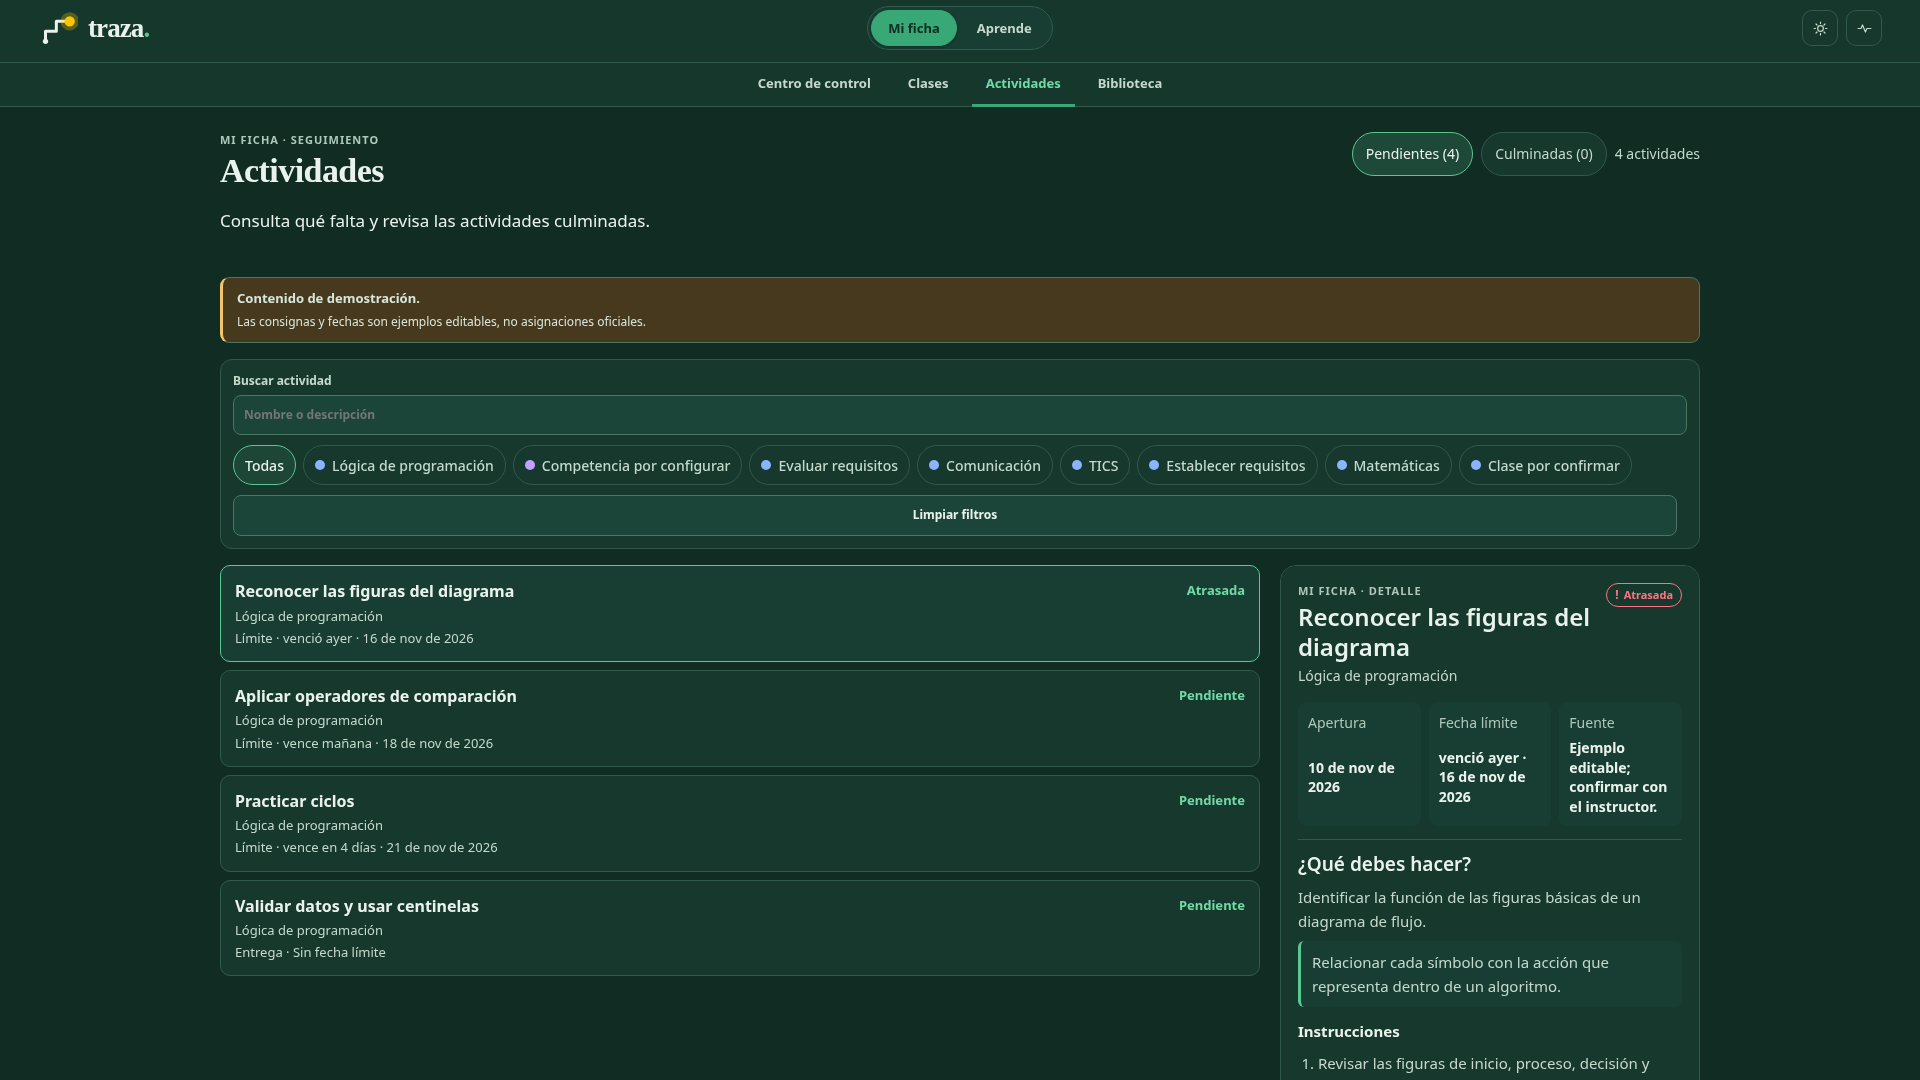 traza.
Mi ficha
Aprende
Centro de control
Clases
Actividades
Biblioteca
MI FICHA · SEGUIMIENTO
Actividades
Pendientes (4)
Culminadas (0)
4 actividades
Consulta qué falta y revisa las actividades culminadas.
Contenido de demostración.
Las consignas y fechas son ejemplos editables, no asignaciones oficiales.
Buscar actividad
Nombre o descripción
Todas
Lógica de programación
Competencia por configurar
Evaluar requisitos
Comunicación
TICS
Establecer requisitos
Matemáticas
Clase por confirmar
Limpiar filtros
Reconocer las figuras del diagrama
Atrasada
Lógica de programación
Límite · venció ayer · 16 de nov de 2026
Aplicar operadores de comparación
Pendiente
Lógica de programación
Límite · vence mañana · 18 de nov de 2026
Practicar ciclos
Pendiente
Lógica de programación
Límite · vence en 4 días · 21 de nov de 2026
Validar datos y usar centinelas
Pendiente
Lógica de programación
Entrega · Sin fecha límite
MI FICHA · DETALLE
! Atrasada
Reconocer las figuras del
diagrama
Lógica de programación
Apertura
10 de nov de
2026
Fecha límite
venció ayer ·
16 de nov de
2026
Fuente
Ejemplo
editable;
confirmar con
el instructor.
¿Qué debes hacer?
Identificar la función de las figuras básicas de un
diagrama de flujo.
Relacionar cada símbolo con la acción que
representa dentro de un algoritmo.
Instrucciones
1. Revisar las figuras de inicio, proceso, decisión y